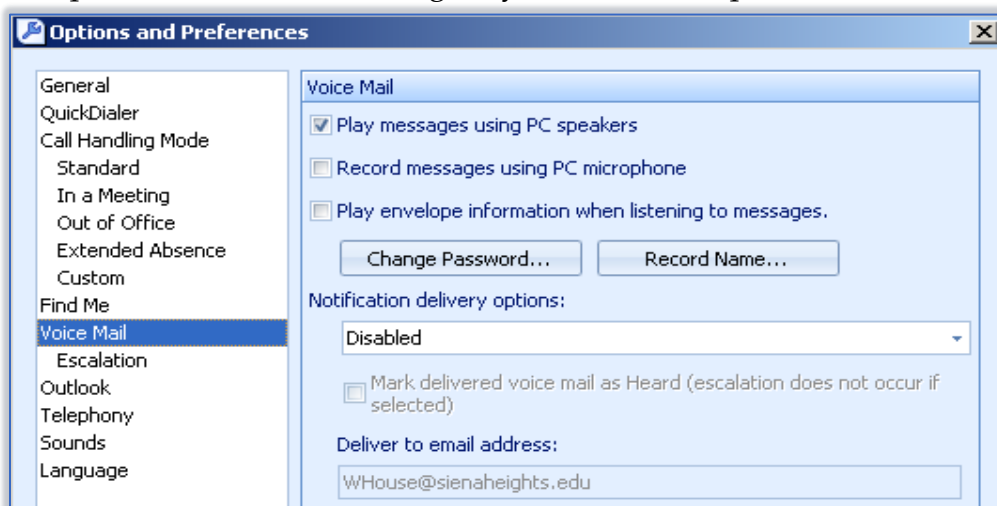 Options and Preferences
General
QuickDialer
Call Handling Mode
Standard
In a Meeting
Out of Office
Extended Absence
Custom
Find Me
Voice Mail
Escalation
Outlook
Telephony
Sounds
Language
Voice Mail
Play messages using PC speakers
Record messages using PC microphone
Play envelope information when listening to messages.
Change Password... Record Name...
Notification delivery options:
Disabled
Mark delivered voice mail as Heard (escalation does not occur if
selected)
Deliver to email address:
WHouse@sienaheights.edu